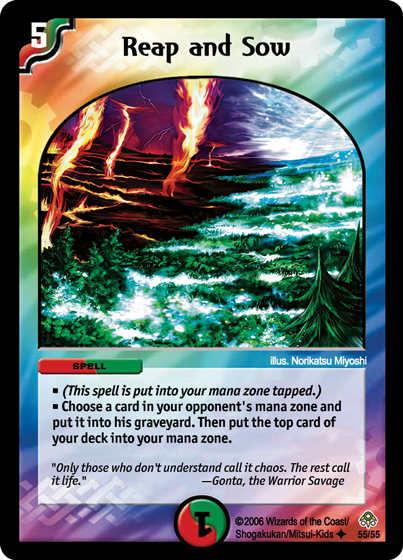 5
Reap and Sow
illus. Norikatsu Miyoshi
SPELL
▪ (This spell is put into your mana zone tapped.)
▪ Choose a card in your opponent's mana zone and
put it into his graveyard. Then put the top card of
your deck into your mana zone.
"Only those who don't understand call it chaos. The rest call
it life." —Gonta, the Warrior Savage
1
©2006 Wizards of the Coast/
Shogakukan/Mitsui-Kids ✦ 55/55